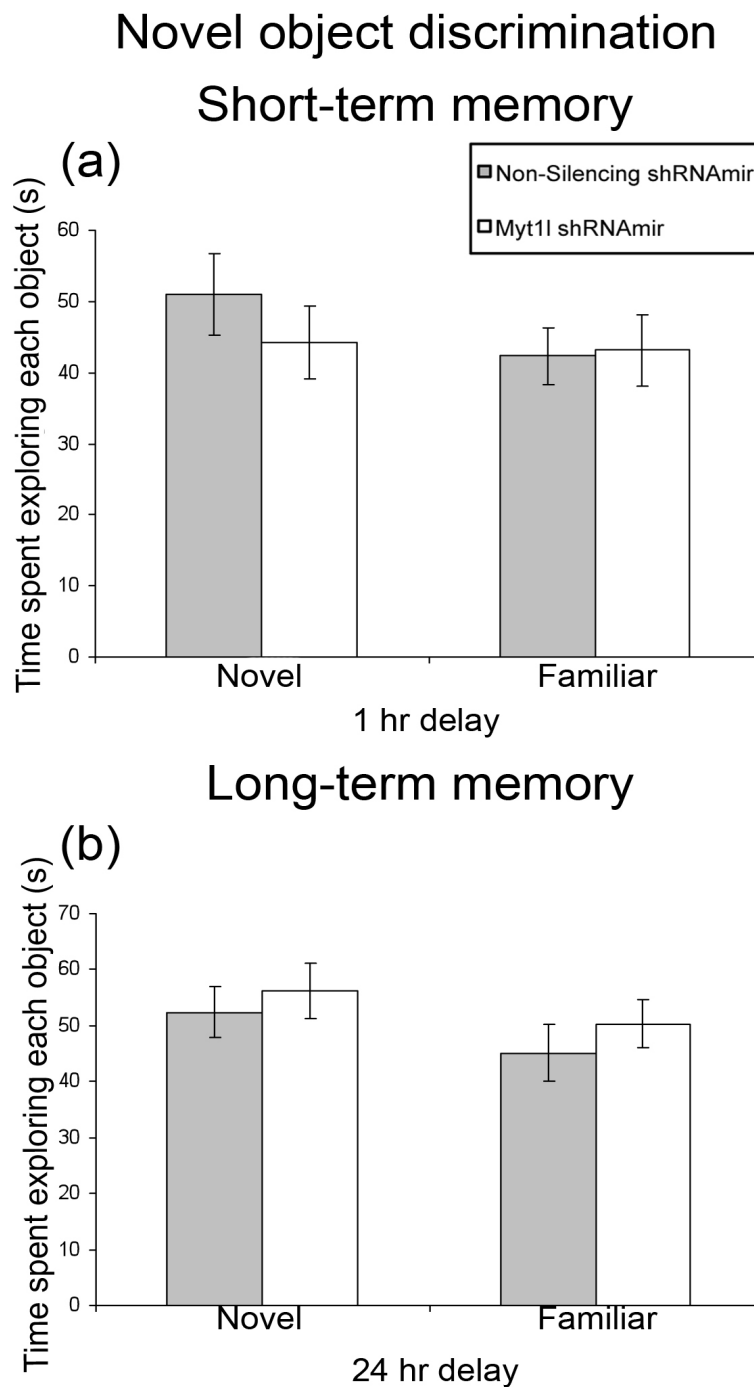 Novel object discrimination
Short-term memory
(a)
Non-Silencing shRNAmir
Myt1l shRNAmir
Time spent exploring each object (s)
60
50
40
30
20
10
0
Novel Familiar
1 hr delay
Long-term memory
(b)
Time spent exploring each object (s)
70
60
50
40
30
20
10
0
Novel Familiar
24 hr delay